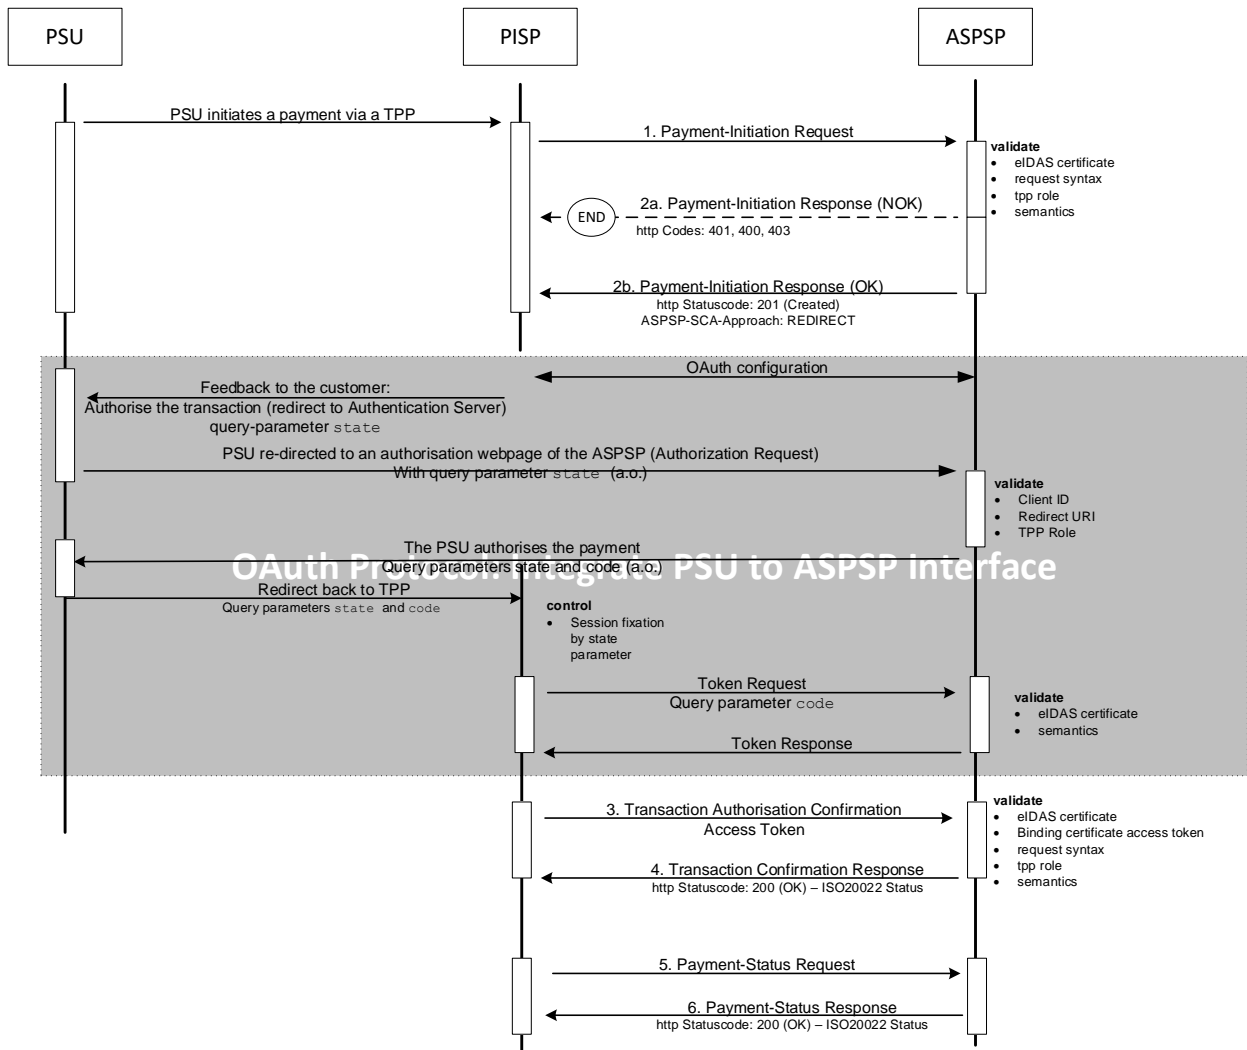 PSU
PISP
ASPSP
PSU initiates a payment via a TPP
1. Payment-Initiation Request
validate
• eIDAS certificate
• request syntax
• tpp role
• semantics
2a. Payment-Initiation Response (NOK)
END
http Codes: 401, 400, 403
2b. Payment-Initiation Response (OK)
http Statuscode: 201 (Created)
ASPSP-SCA-Approach: REDIRECT
OAuth configuration
Feedback to the customer:
Authorise the transaction (redirect to Authentication Server)
query-parameter state
PSU re-directed to an authorisation webpage of the ASPSP (Authorization Request)
With query parameter state (a.o.)
validate
• Client ID
• Redirect URI
• TPP Role
The PSU authorises the payment
Query parameters state and code (a.o.)
OAuth Protocol: Integrate PSU to ASPSP Interface
Redirect back to TPP
Query parameters state and code
control
• Session fixation
by state
parameter
Token Request
Query parameter code
validate
• eIDAS certificate
• semantics
Token Response
3. Transaction Authorisation Confirmation
Access Token
validate
• eIDAS certificate
• Binding certificate access token
• request syntax
• tpp role
• semantics
4. Transaction Confirmation Response
http Statuscode: 200 (OK) – ISO20022 Status
5. Payment-Status Request
6. Payment-Status Response
http Statuscode: 200 (OK) – ISO20022 Status